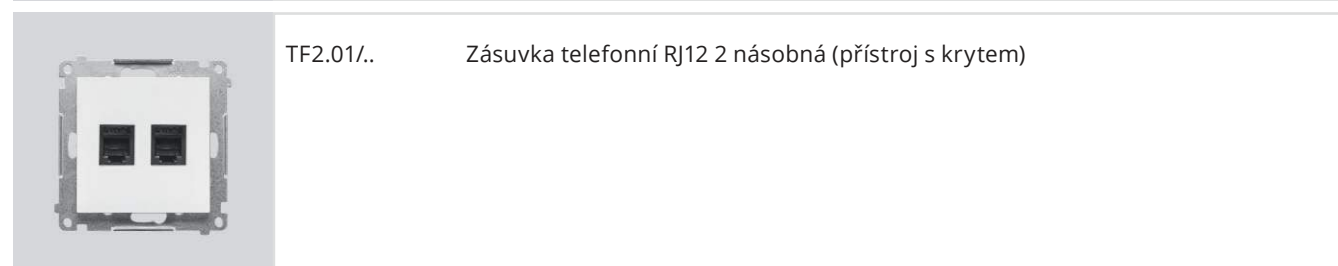 TF2.01/.. Zásuvka telefonní RJ12 2 násobná (přístroj s krytem)